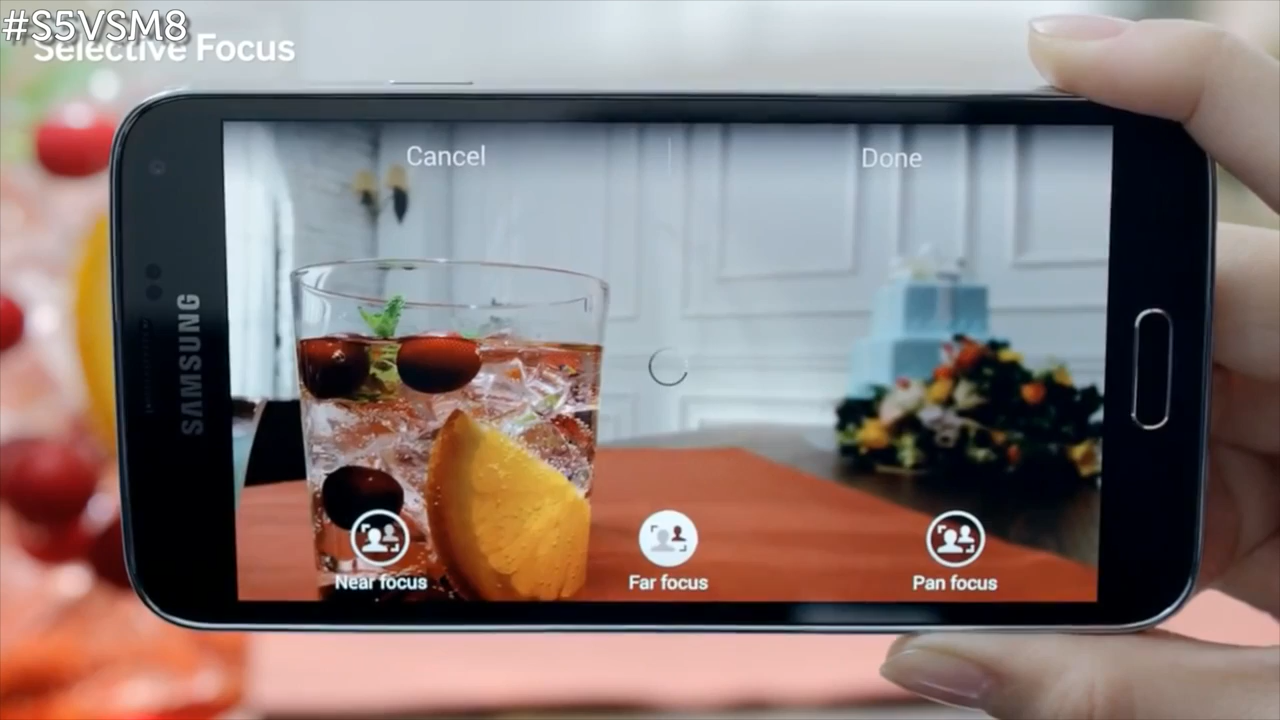 #S5VSM8
Selective Focus
Cancel
Done
SAMSUNG
Near focus
Far focus
Pan focus